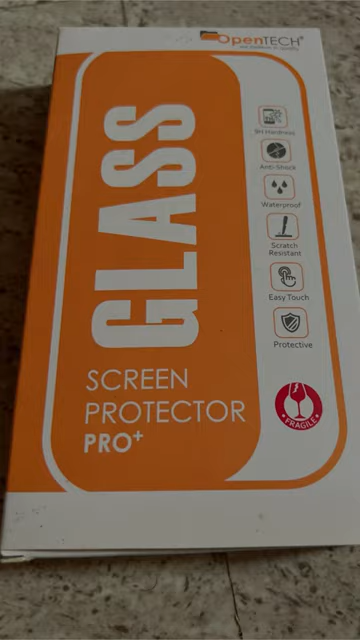 OpenTECH®
GLASS
SCREEN
PROTECTOR
PRO+
9H Hardness
Anti-Shock
Waterproof
Scratch
Resistant
Easy Touch
Protective
FRAGILE